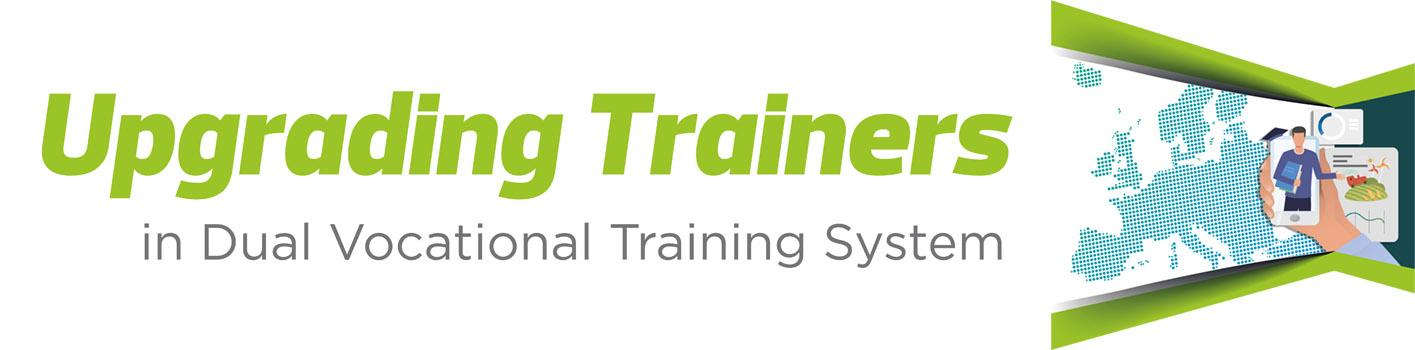 Upgrading Trainers
in Dual Vocational Training System